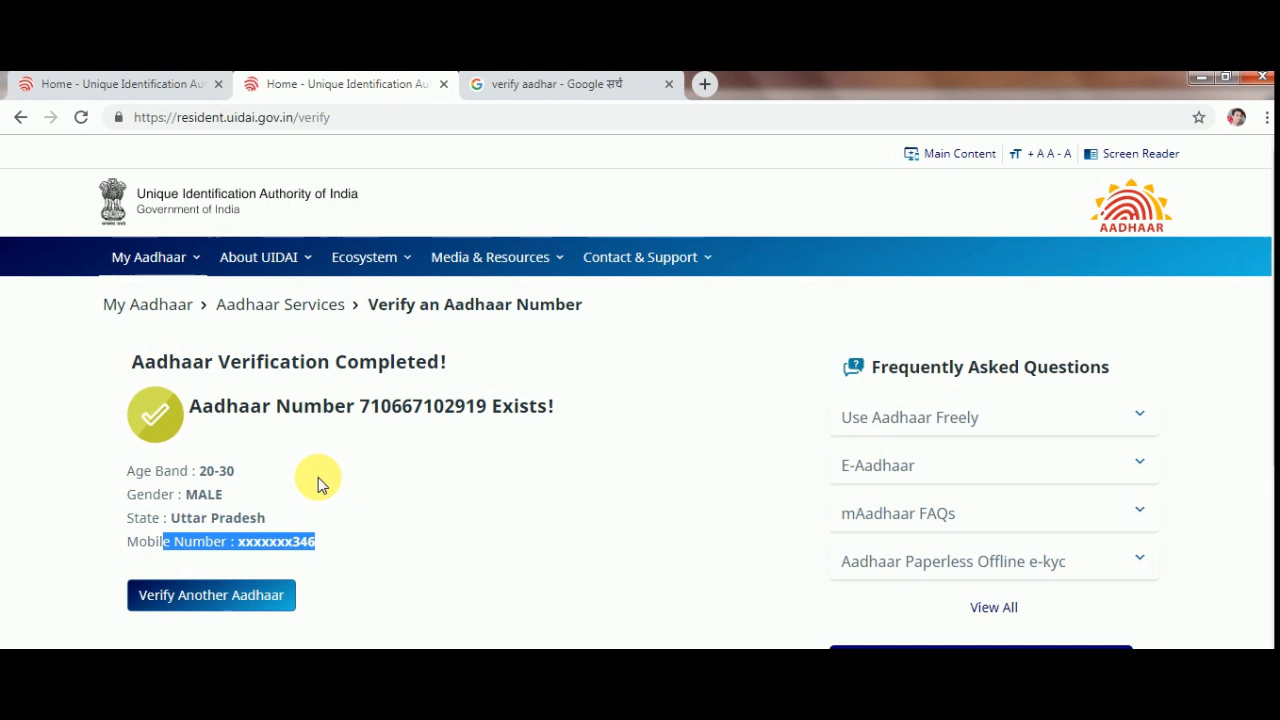 Home - Unique Identification Au
Home - Unique Identification Au
verify aadhar - Google सर्च
https://resident.uidai.gov.in/verify
Main Content
+ A A - A
Screen Reader
Unique Identification Authority of India
Government of India
AADHAAR
My Aadhaar
About UIDAI
Ecosystem
Media & Resources
Contact & Support
My Aadhaar > Aadhaar Services > Verify an Aadhaar Number
Aadhaar Verification Completed!
Aadhaar Number 710667102919 Exists!
Age Band : 20-30
Gender : MALE
State : Uttar Pradesh
Mobile Number : xxxxxxx346
Verify Another Aadhaar
Frequently Asked Questions
Use Aadhaar Freely
E-Aadhaar
mAadhaar FAQs
Aadhaar Paperless Offline e-kyc
View All